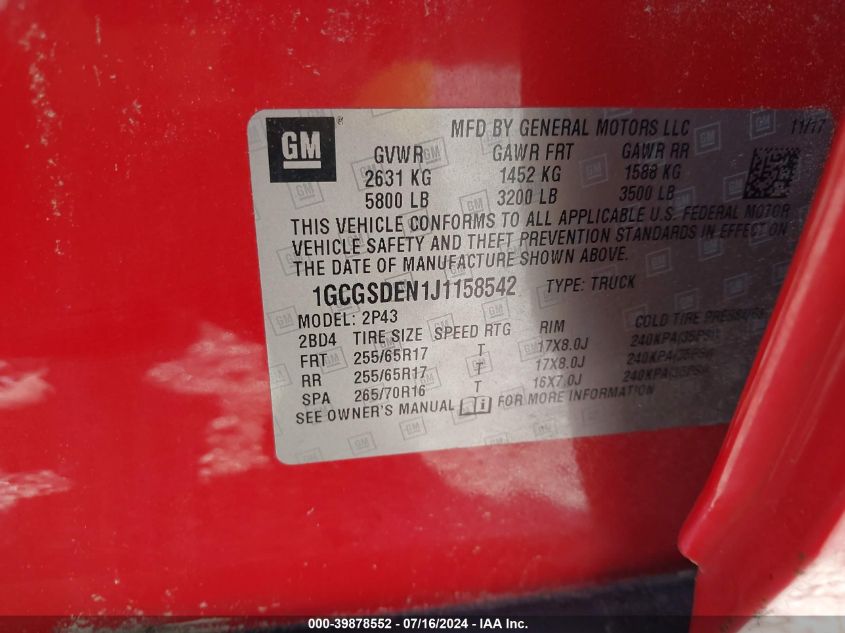 GM
MFD BY GENERAL MOTORS LLC 11/17
GVWR GAWR FRT GAWR RR
2631 KG 1452 KG 1588 KG
5800 LB 3200 LB 3500 LB
THIS VEHICLE CONFORMS TO ALL APPLICABLE U.S. FEDERAL MOTOR
VEHICLE SAFETY AND THEFT PREVENTION STANDARDS IN EFFECT ON
THE DATE OF MANUFACTURE SHOWN ABOVE.
1GCGSDEN1J1158542 TYPE: TRUCK
MODEL: 2P43
2BD4 TIRE SIZE SPEED RTG RIM COLD TIRE
FRT 255/65R17 T 17X8.0J 240KPA(35PSI)
RR 255/65R17 T 17X8.0J 240KPA(35PSI)
SPA 265/70R16 T 16X7.0J 240KPA(35PSI)
SEE OWNER'S MANUAL FOR MORE INFORMATION
000-39878552 / 07/16/2024 - IAA Inc.